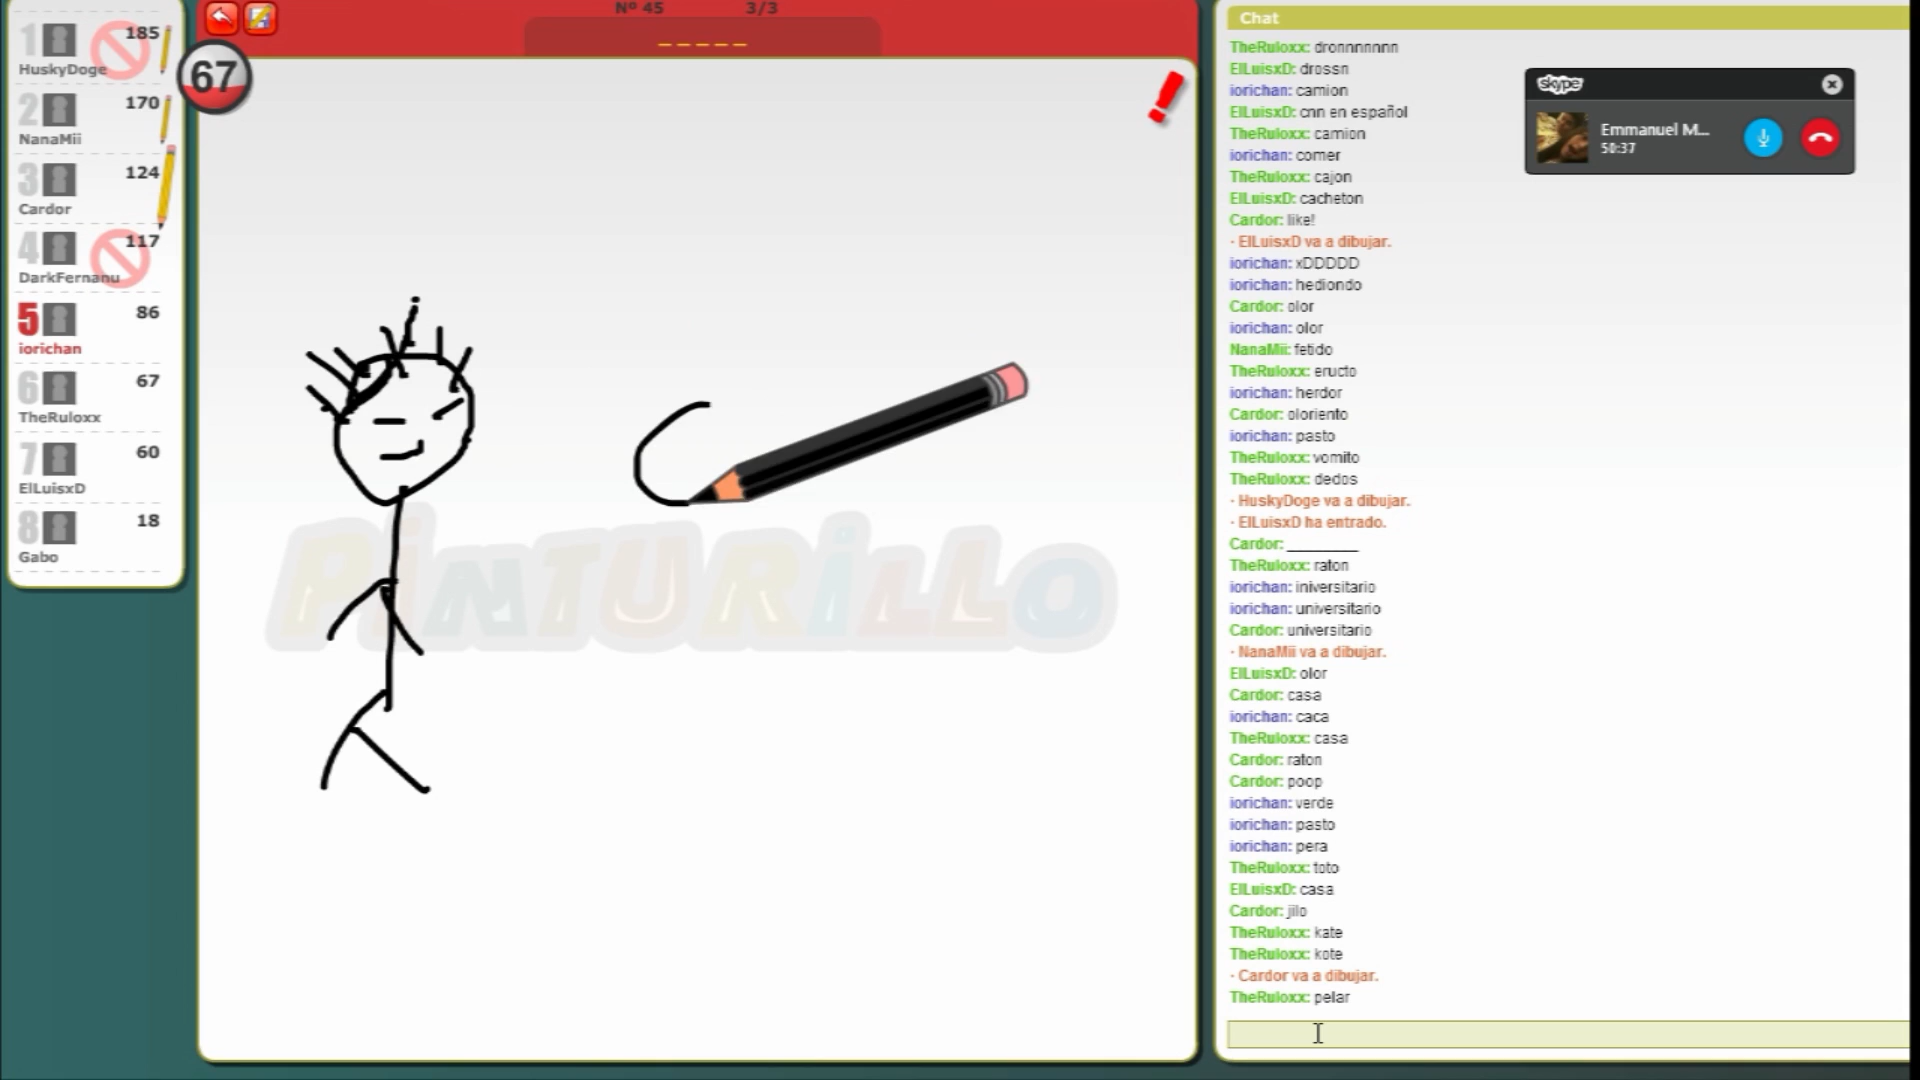 1 185
HuskyDoge
2 170
NanaMii
3 124
Cardor
4 117
DarkFernanu
5 86
iorichan
6 67
TheRuloxx
7 60
ElLuisxD
8 18
Gabo
67
Nº 45 3/3
_ _ _ _ _
PiNTURiLLO
Chat
TheRuloxx: dronnnnnnn
ElLuisxD: drossn
iorichan: camion
ElLuisxD: cnn en español
TheRuloxx: camion
iorichan: comer
TheRuloxx: cajon
ElLuisxD: cacheton
Cardor: like!
· ElLuisxD va a dibujar.
iorichan: xDDDDD
iorichan: hediondo
Cardor: olor
iorichan: olor
NanaMii: fetido
TheRuloxx: eructo
iorichan: herdor
Cardor: oloriento
iorichan: pasto
TheRuloxx: vomito
TheRuloxx: dedos
· HuskyDoge va a dibujar.
· ElLuisxD ha entrado.
Cardor: _________
TheRuloxx: raton
iorichan: iniversitario
iorichan: universitario
Cardor: universitario
· NanaMii va a dibujar.
ElLuisxD: olor
Cardor: casa
iorichan: caca
TheRuloxx: casa
Cardor: raton
Cardor: poop
iorichan: verde
iorichan: pasto
iorichan: pera
TheRuloxx: toto
ElLuisxD: casa
Cardor: jilo
TheRuloxx: kate
TheRuloxx: kote
· Cardor va a dibujar.
TheRuloxx: pelar
skype
Emmanuel M...
50:37